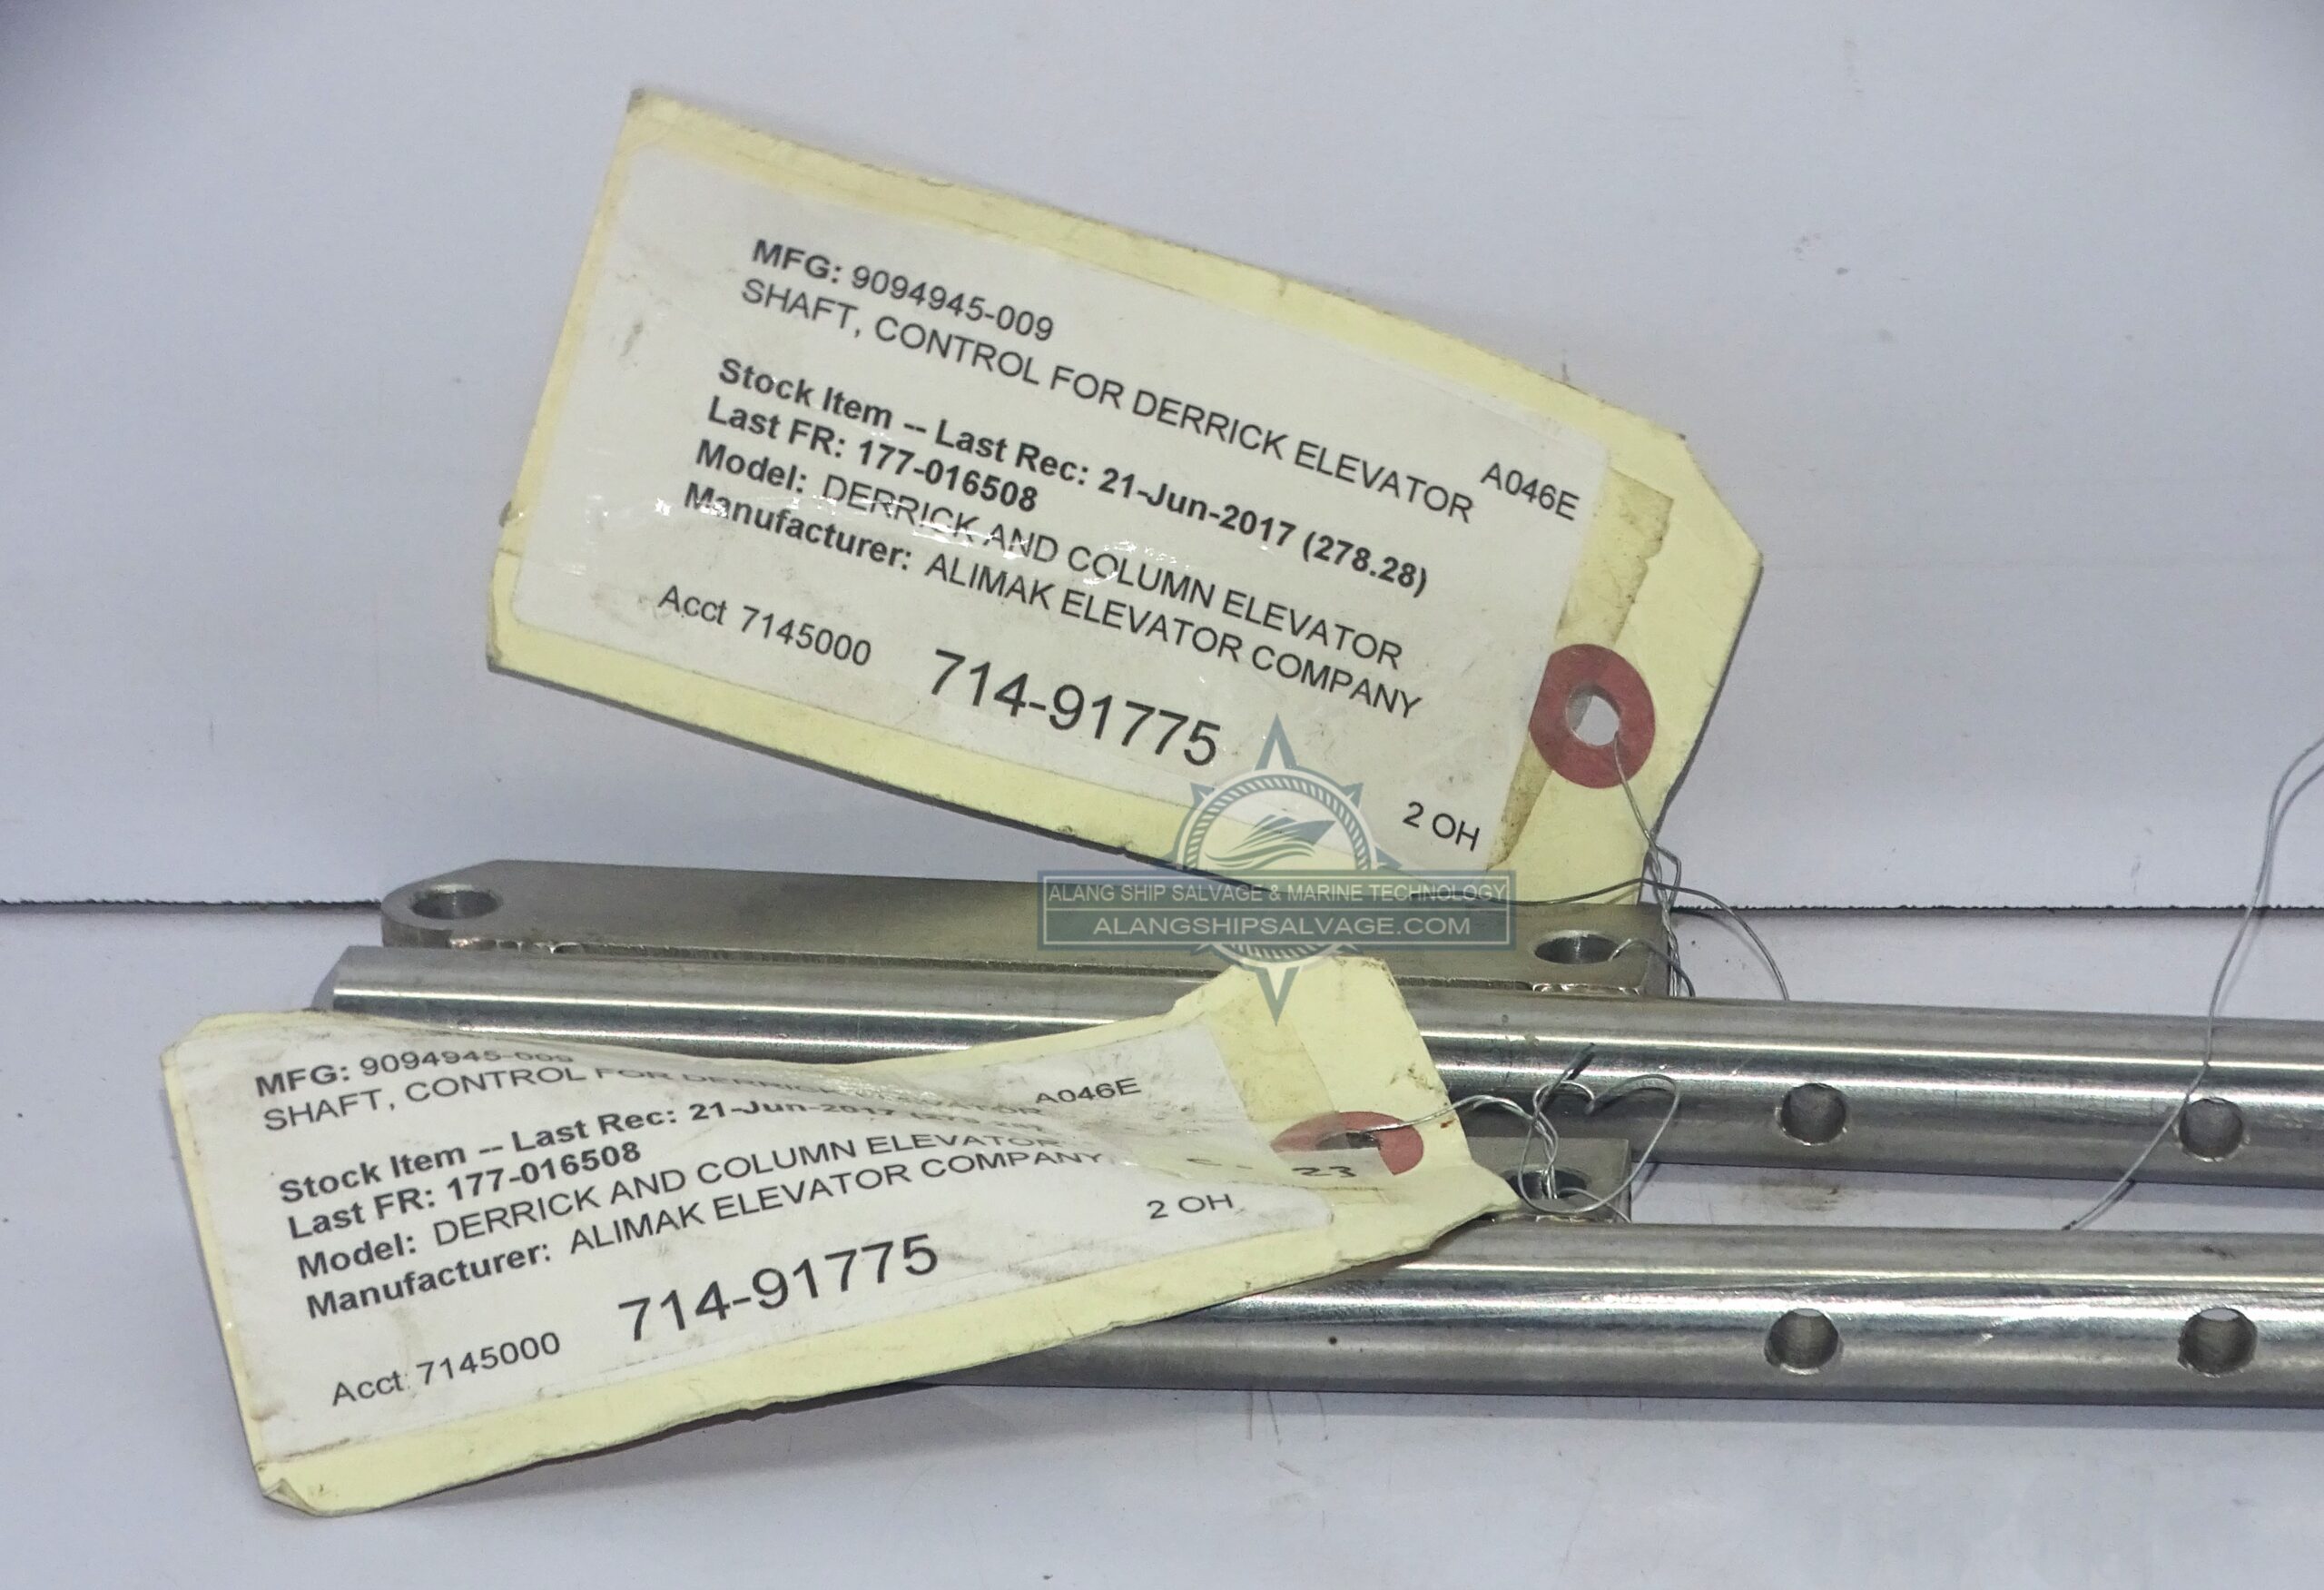 MFG: 9094945-009
SHAFT, CONTROL FOR DERRICK ELEVATOR
A046E
Stock Item -- Last Rec: 21-Jun-2017 (278.28)
Last FR: 177-016508
Model: DERRICK AND COLUMN ELEVATOR
Manufacturer: ALIMAK ELEVATOR COMPANY
Acct 7145000
714-91775
2 OH
ALANG SHIP SALVAGE & MARINE TECHNOLOGY
ALANGSHIPSALVAGE.COM
MFG: 9094945-009
SHAFT, CONTROL FOR DERRICK ELEVATOR
A046E
Stock Item -- Last Rec: 21-Jun-2017
Last FR: 177-016508
Model: DERRICK AND COLUMN ELEVATOR
Manufacturer: ALIMAK ELEVATOR COMPANY
23
Acct: 7145000
714-91775
2 OH